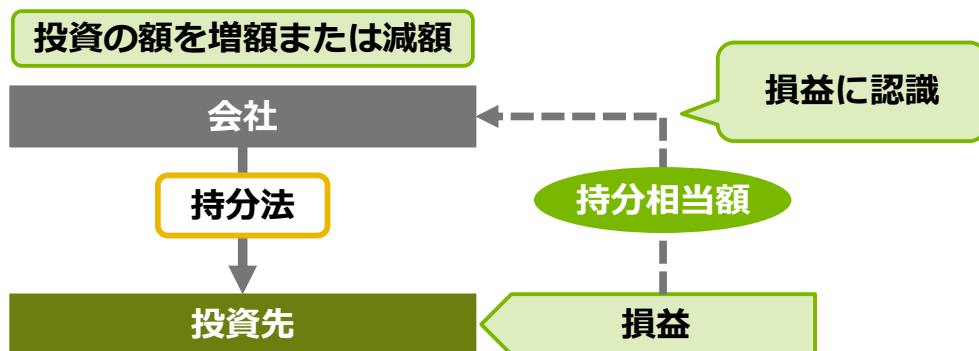 投資の額を増額または減額
損益に認識
会社
持分法
持分相当額
投資先
損益